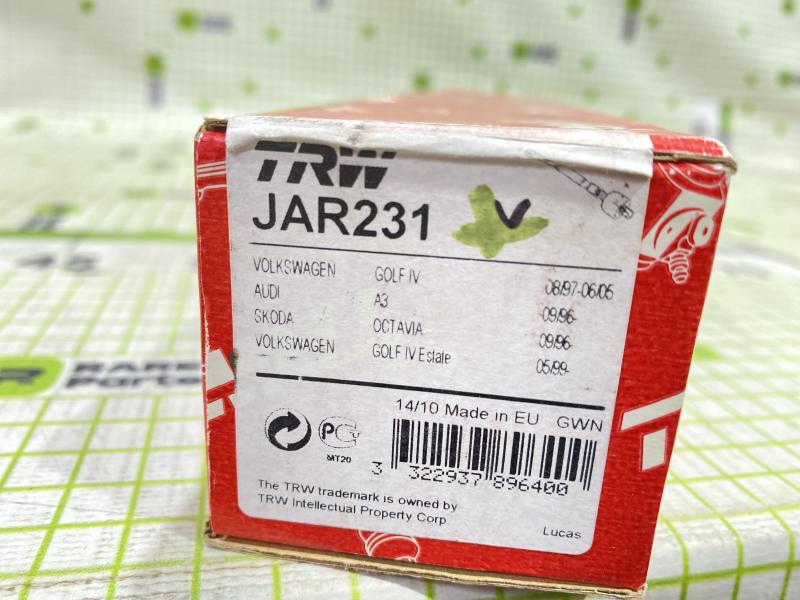 TRW
JAR231
V
VOLKSWAGEN GOLF IV 08/97-06/05
AUDI A3 09/96-
SKODA OCTAVIA 09/96-
VOLKSWAGEN GOLF IV Estate 05/99-
14/10 Made in EU GWN
PCT
MT20
3 322937 896400
The TRW trademark is owned by
TRW Intellectual Property Corp
Lucas